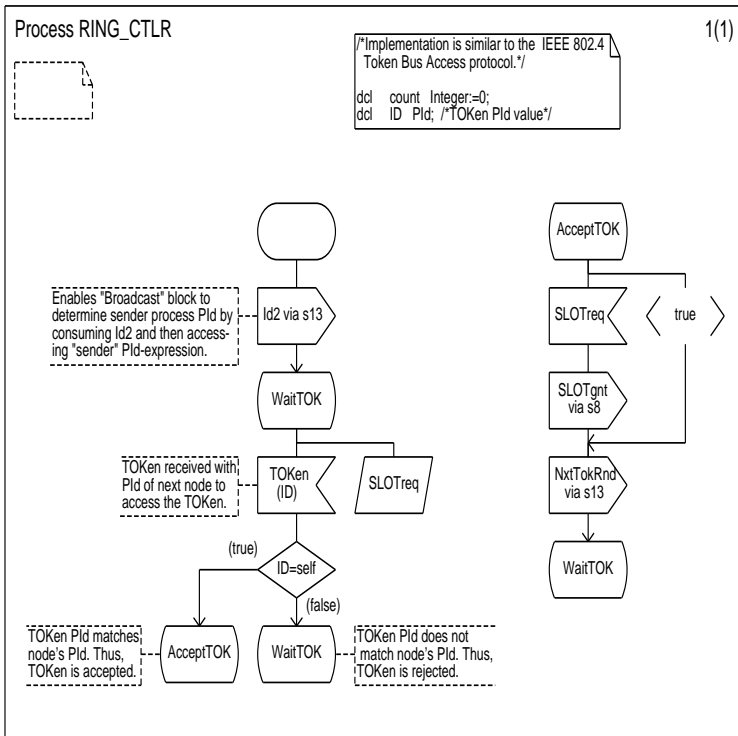 Process RING_CTLR
1(1)
/*Implementation is similar to the IEEE 802.4
Token Bus Access protocol.*/
dcl count Integer:=0;
dcl ID PId; /*TOKen PId value*/
Enables "Broadcast" block to
determine sender process PId by
consuming Id2 and then access-
ing "sender" PId-expression.
Id2 via s13
WaitTOK
TOKen received with
PId of next node to
access the TOKen.
TOKen
(ID)
SLOTreq
(true)
ID=self
(false)
TOKen PId matches
node's PId. Thus,
TOKen is accepted.
AcceptTOK
WaitTOK
TOKen PId does not
match node's PId. Thus,
TOKen is rejected.
AcceptTOK
SLOTreq
true
SLOTgnt
via s8
NxtTokRnd
via s13
WaitTOK